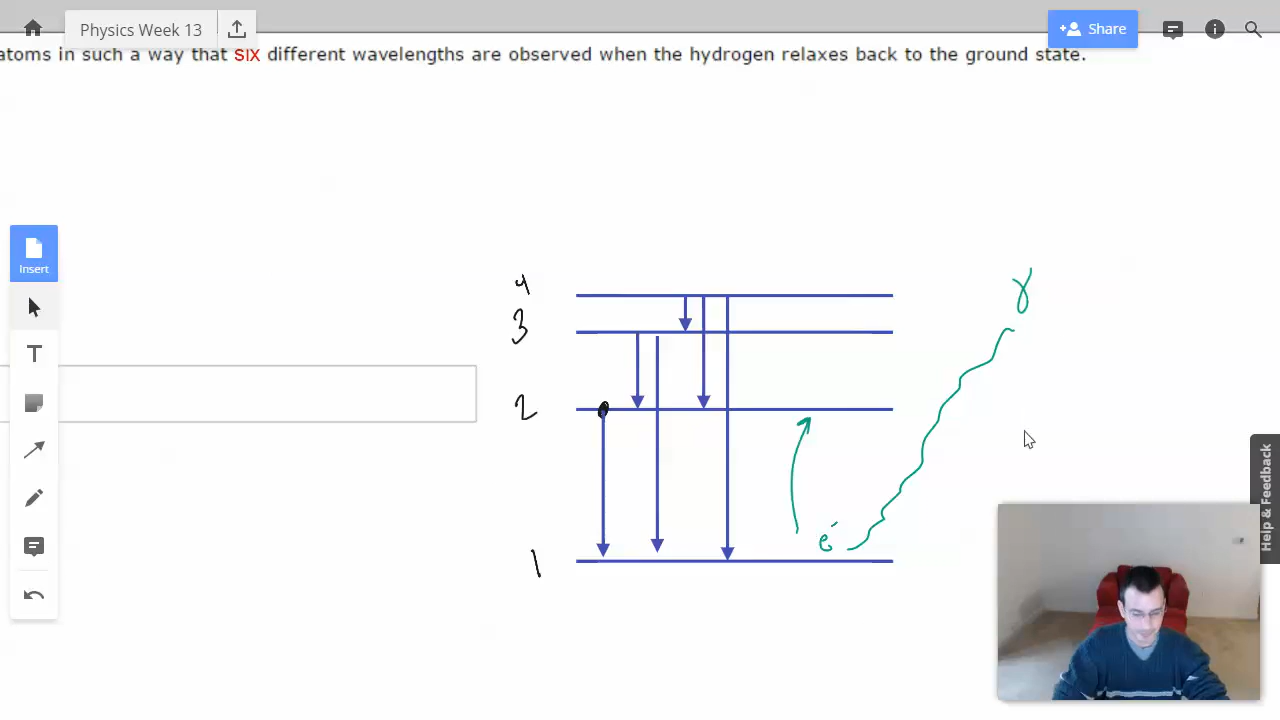 Physics Week 13
Share
atoms in such a way that six different wavelengths are observed when the hydrogen relaxes back to the ground state.
Insert
T
4
3
2
1
γ
e⁻
Help & Feedback